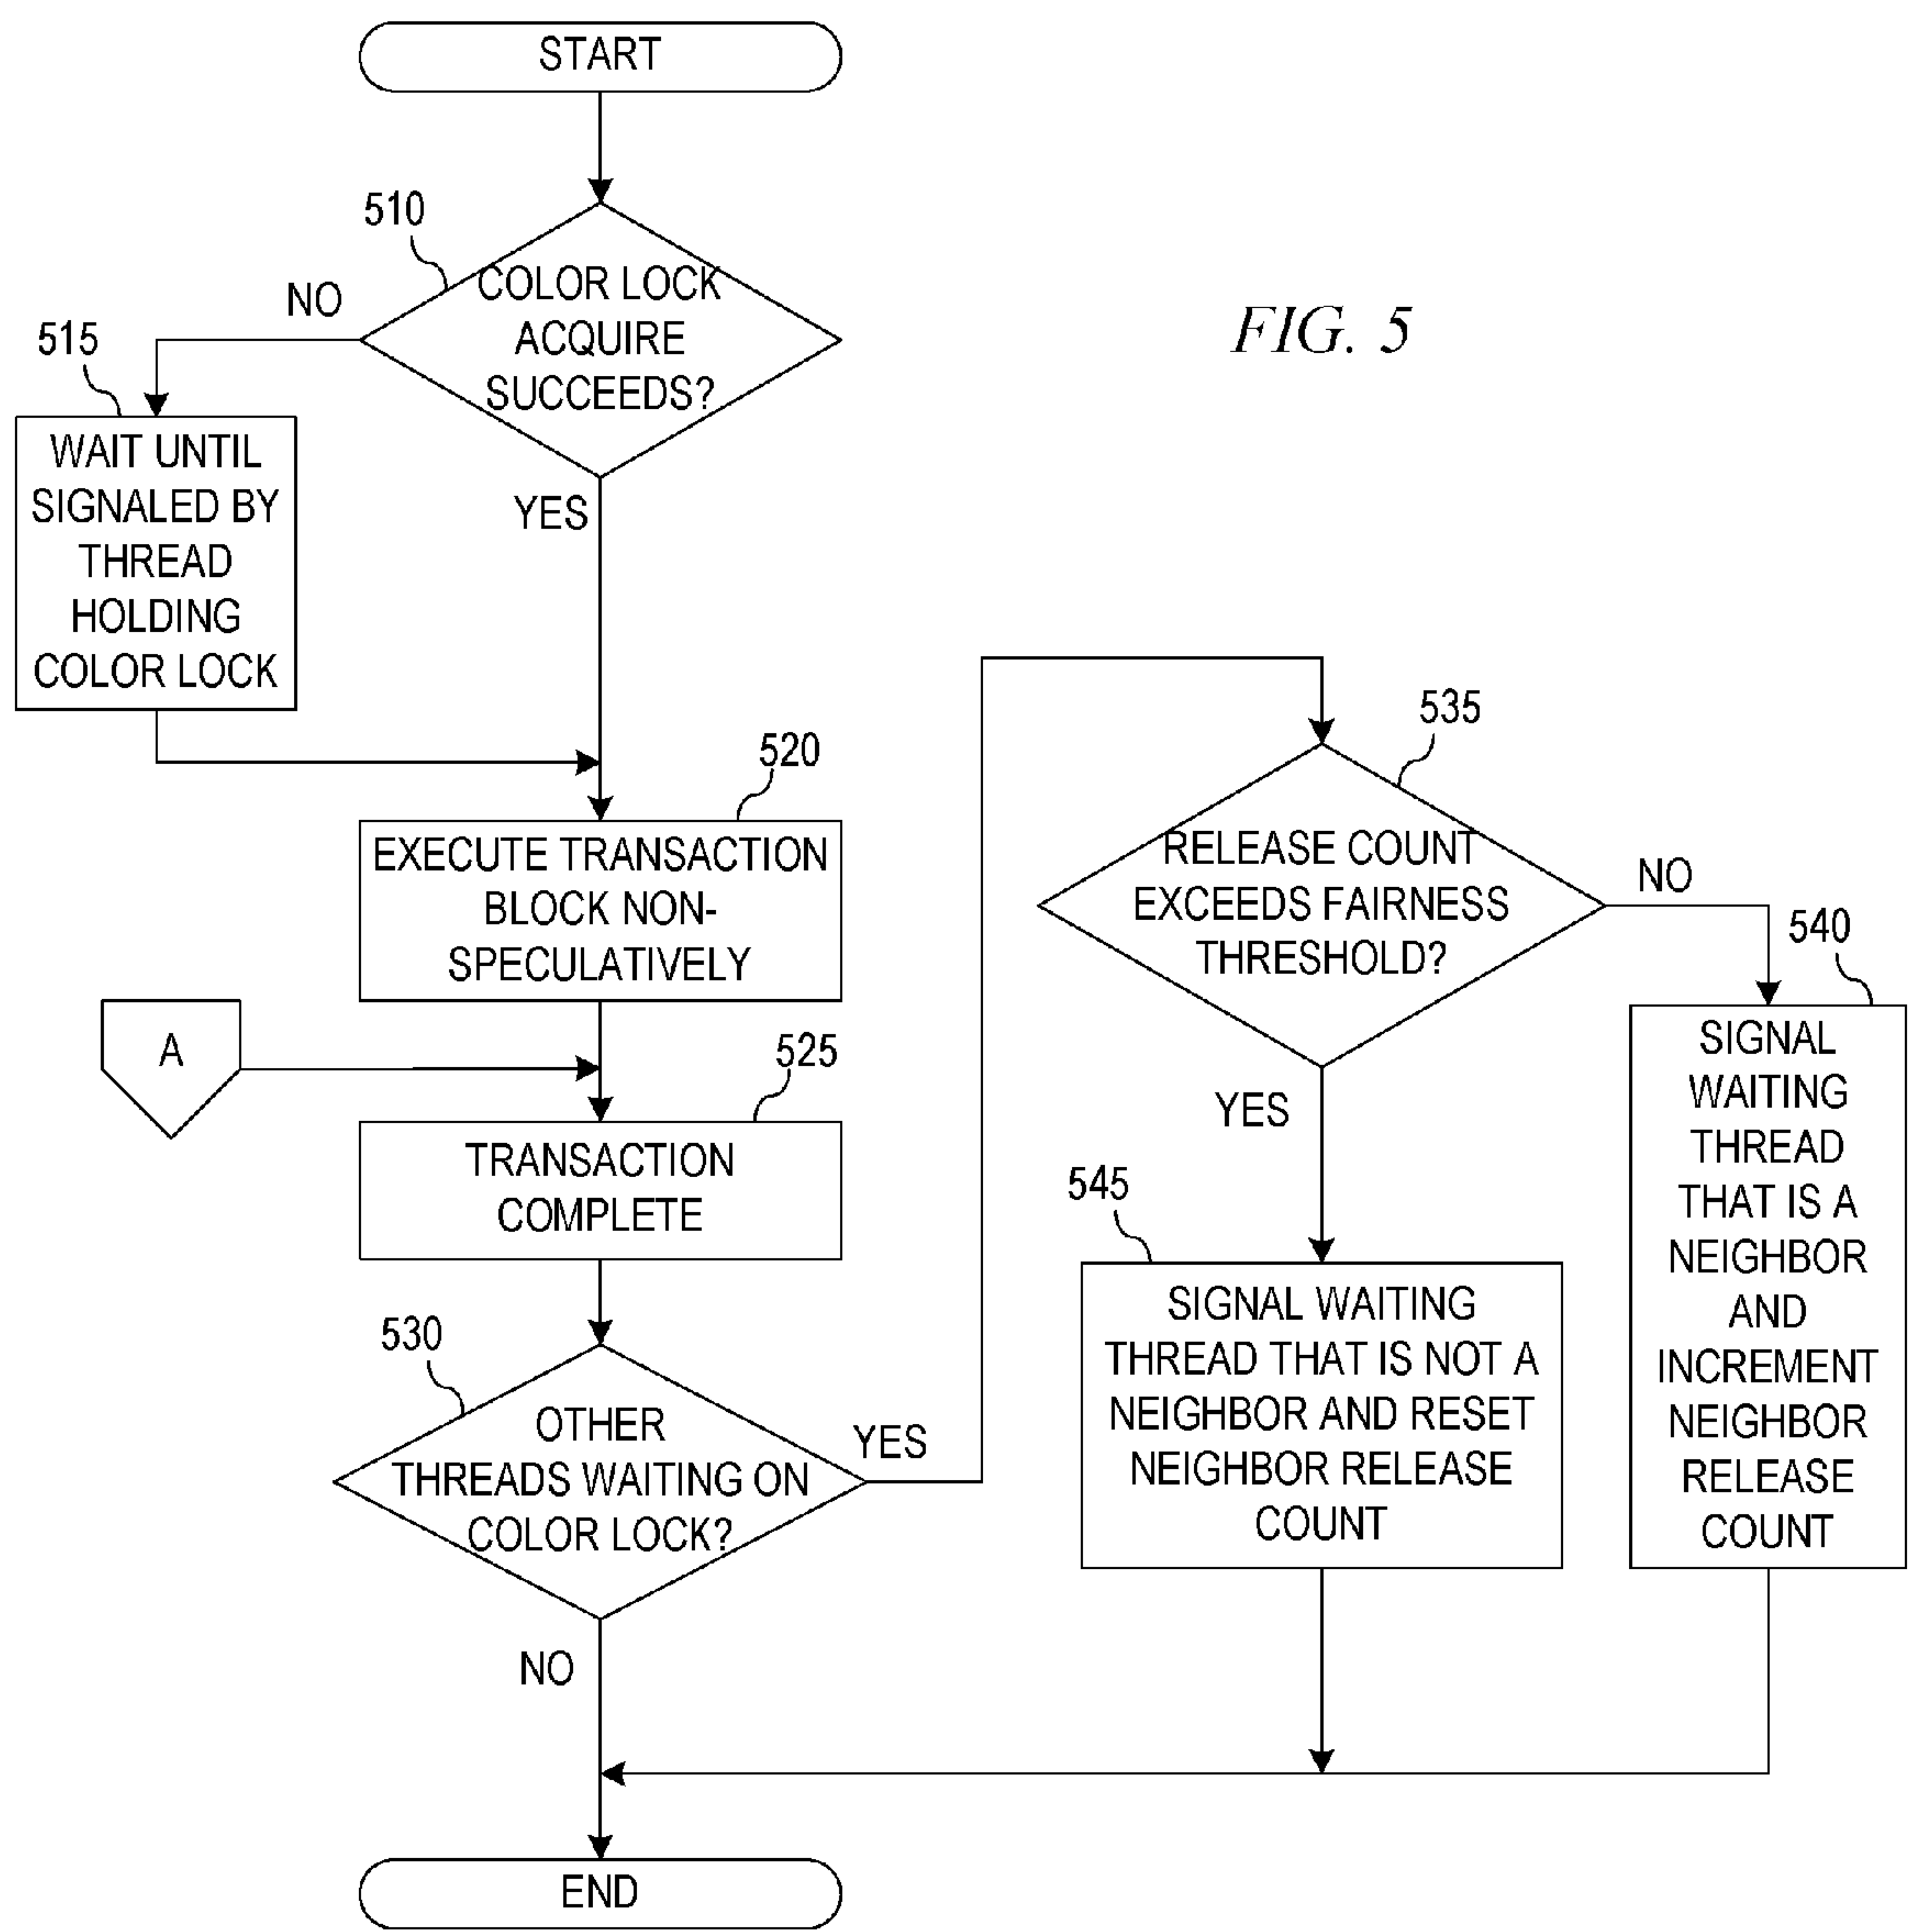 START
510
COLOR LOCK
ACQUIRE
SUCCEEDS?
NO
YES
FIG. 5
515
WAIT UNTIL
SIGNALED BY
THREAD
HOLDING
COLOR LOCK
520
EXECUTE TRANSACTION
BLOCK NON-
SPECULATIVELY
A
525
TRANSACTION
COMPLETE
530
OTHER
THREADS WAITING ON
COLOR LOCK?
YES
NO
535
RELEASE COUNT
EXCEEDS FAIRNESS
THRESHOLD?
NO
YES
540
SIGNAL
WAITING
THREAD
THAT IS A
NEIGHBOR
AND
INCREMENT
NEIGHBOR
RELEASE
COUNT
545
SIGNAL WAITING
THREAD THAT IS NOT A
NEIGHBOR AND RESET
NEIGHBOR RELEASE
COUNT
END